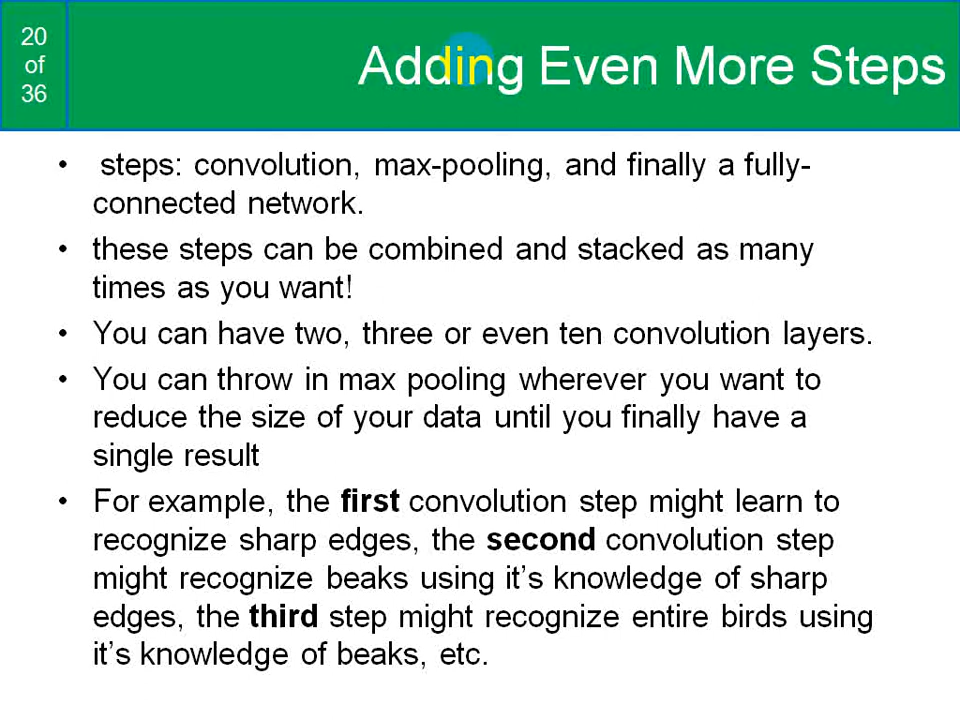 20
of
36
Adding Even More Steps
• steps: convolution, max-pooling, and finally a fully-
connected network.
• these steps can be combined and stacked as many
times as you want!
• You can have two, three or even ten convolution layers.
• You can throw in max pooling wherever you want to
reduce the size of your data until you finally have a
single result
• For example, the first convolution step might learn to
recognize sharp edges, the second convolution step
might recognize beaks using it’s knowledge of sharp
edges, the third step might recognize entire birds using
it’s knowledge of beaks, etc.